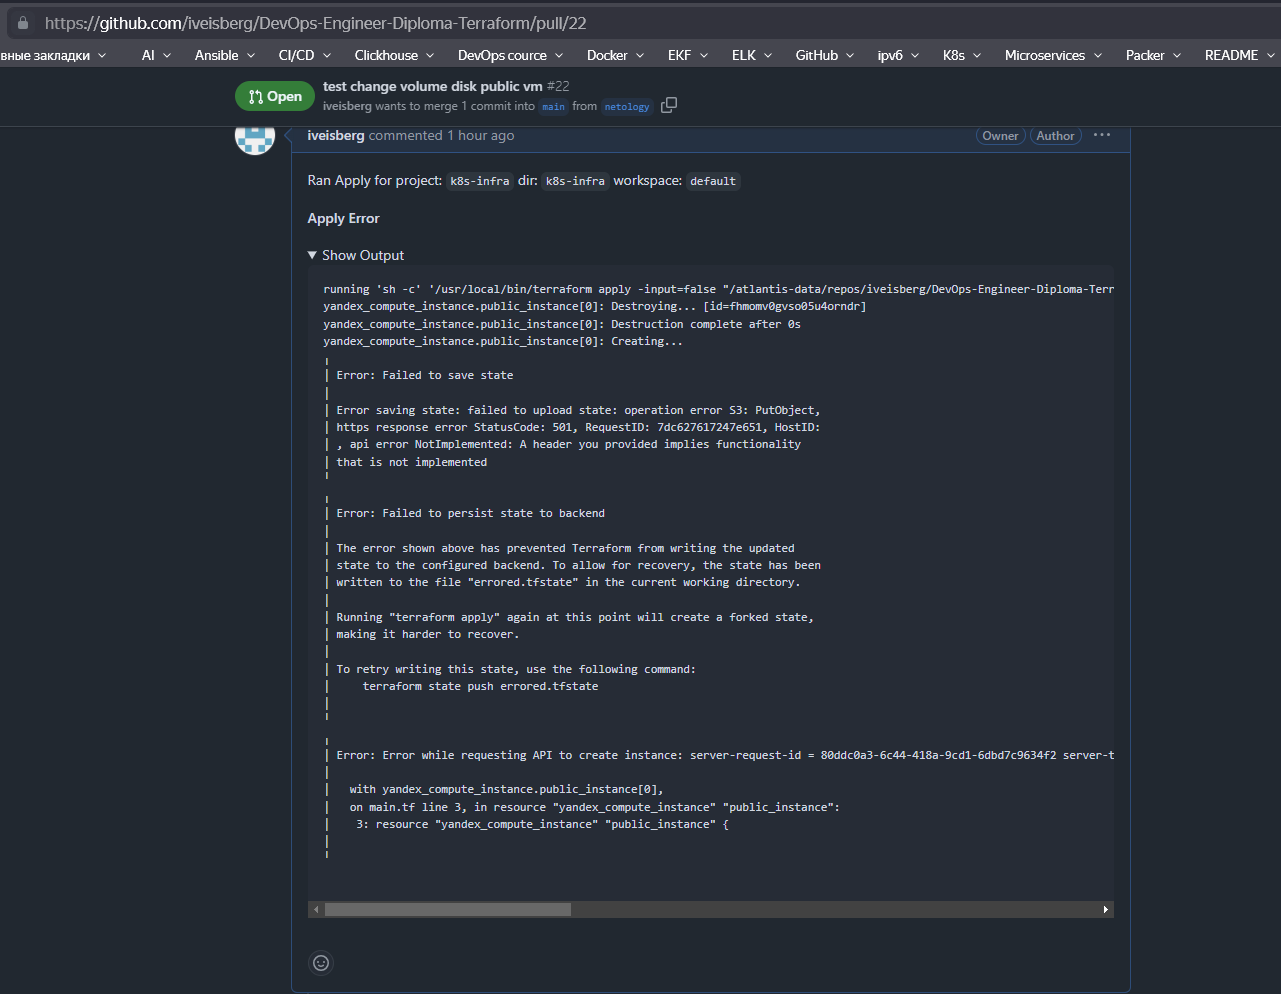 https://github.com/iveisberg/DevOps-Engineer-Diploma-Terraform/pull/22
вные закладки AI Ansible CI/CD Clickhouse DevOps cource Docker EKF ELK GitHub ipv6 K8s Microservices Packer README
Open
test change volume disk public vm #22
iveisberg wants to merge 1 commit into main from netology
iveisberg commented 1 hour ago Owner Author ...
Ran Apply for project: k8s-infra dir: k8s-infra workspace: default
Apply Error
Show Output
running 'sh -c' '/usr/local/bin/terraform apply -input=false "/atlantis-data/repos/iveisberg/DevOps-Engineer-Diploma-Terr
yandex_compute_instance.public_instance[0]: Destroying... [id=fhmomv0gvso05u4orndr]
yandex_compute_instance.public_instance[0]: Destruction complete after 0s
yandex_compute_instance.public_instance[0]: Creating...
Error: Failed to save state
Error saving state: failed to upload state: operation error S3: PutObject,
https response error StatusCode: 501, RequestID: 7dc627617247e651, HostID:
, api error NotImplemented: A header you provided implies functionality
that is not implemented
Error: Failed to persist state to backend
The error shown above has prevented Terraform from writing the updated
state to the configured backend. To allow for recovery, the state has been
written to the file "errored.tfstate" in the current working directory.
Running "terraform apply" again at this point will create a forked state,
making it harder to recover.
To retry writing this state, use the following command:
terraform state push errored.tfstate
Error: Error while requesting API to create instance: server-request-id = 80ddc0a3-6c44-418a-9cd1-6dbd7c9634f2 server-t
with yandex_compute_instance.public_instance[0],
on main.tf line 3, in resource "yandex_compute_instance" "public_instance":
3: resource "yandex_compute_instance" "public_instance" {